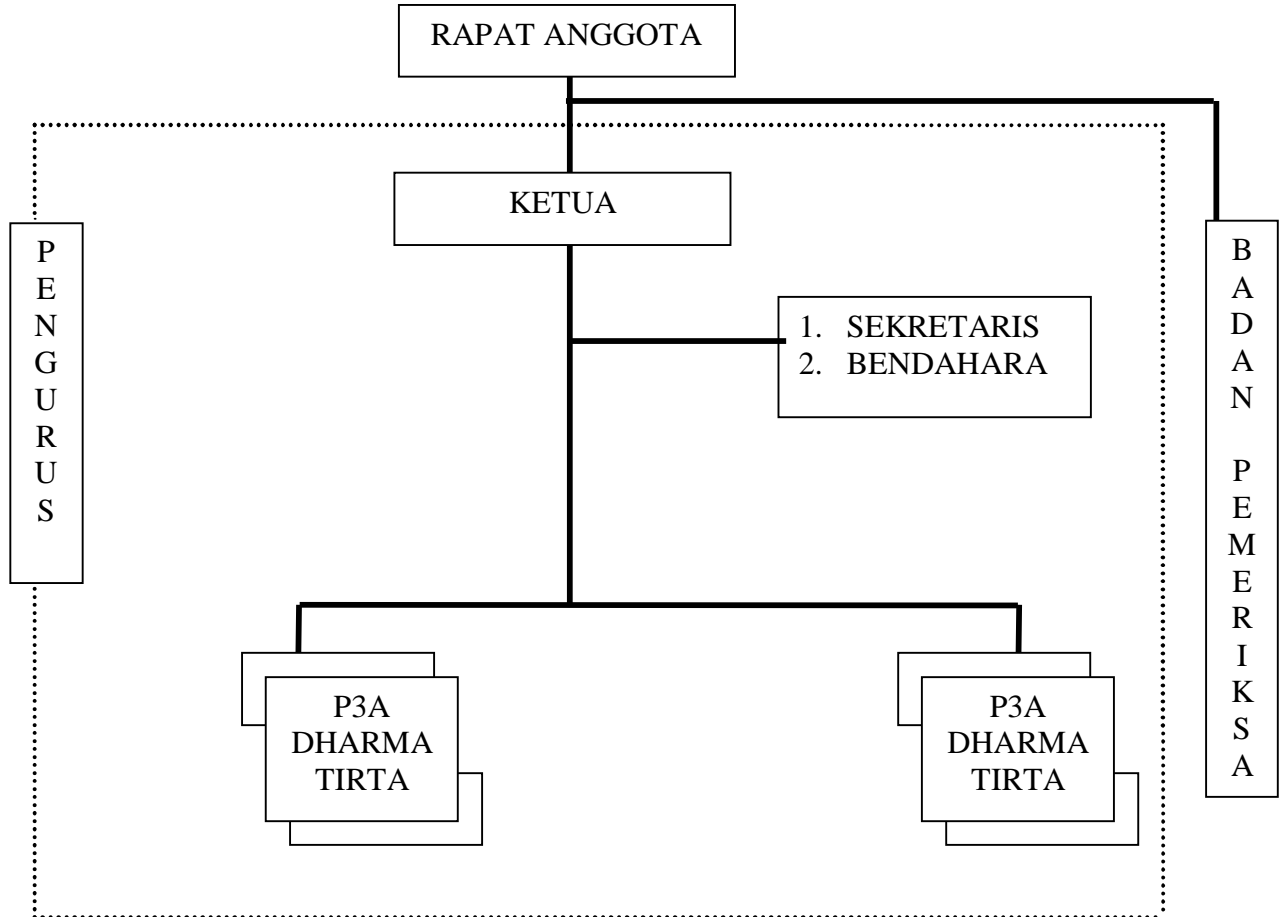 RAPAT ANGGOTA
KETUA
PENGURUS
1. SEKRETARIS
2. BENDAHARA
BADAN PEMERIKSA
P3A
DHARMA
TIRTA
P3A
DHARMA
TIRTA